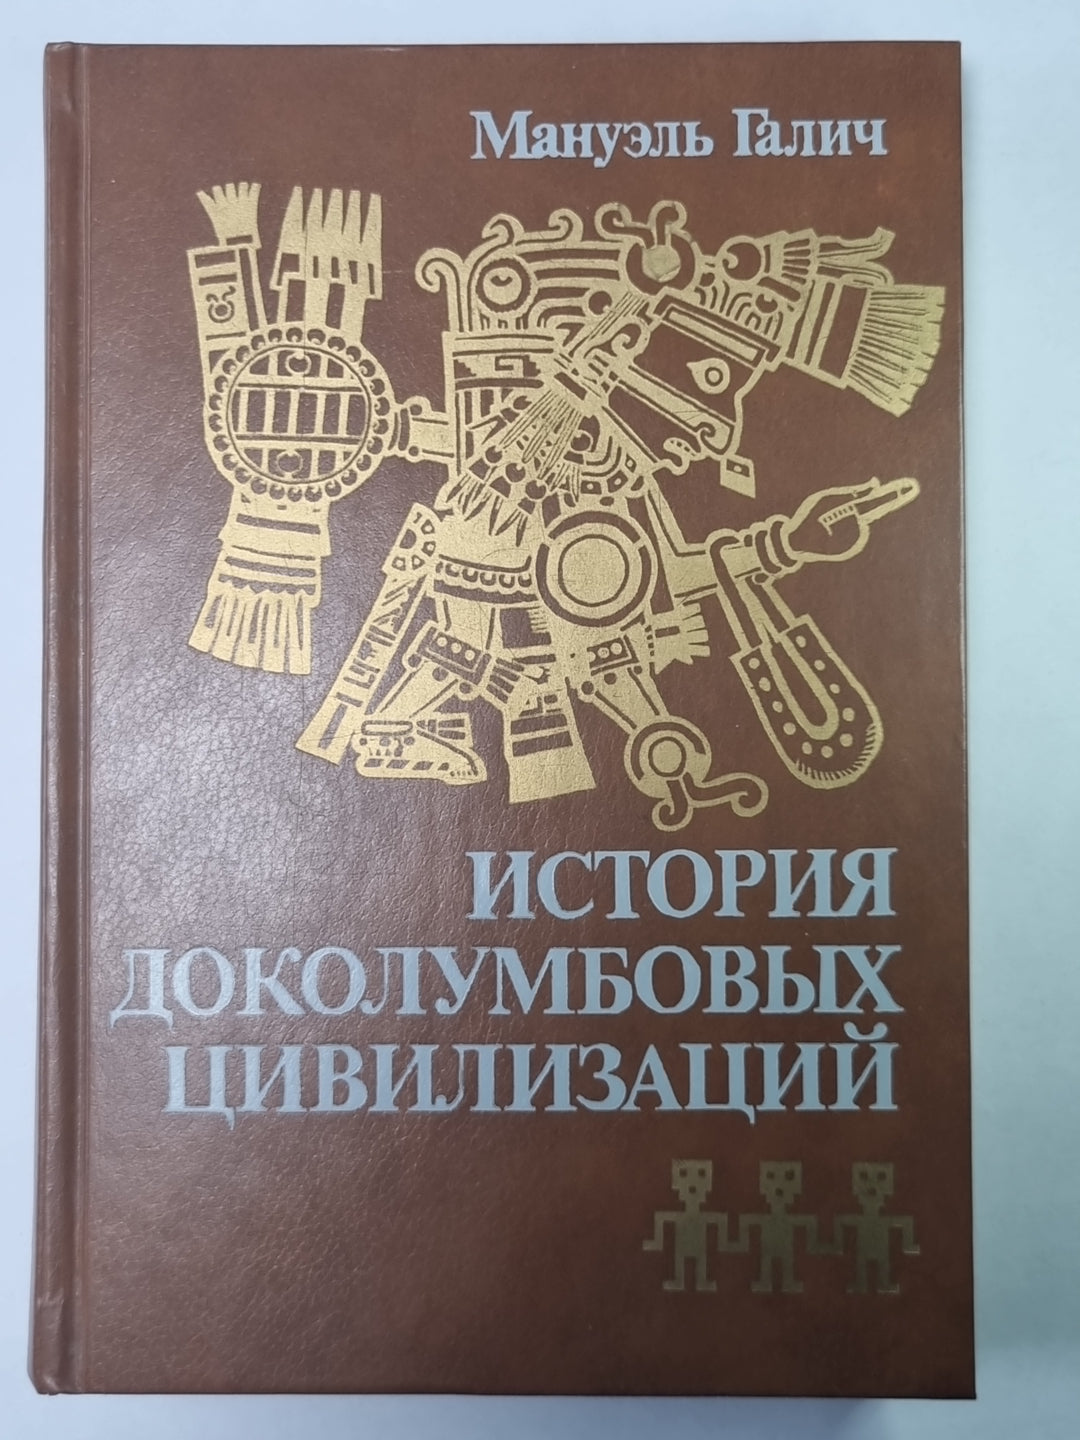 Мануэль Галич
ИСТОРИЯ
ДОКОЛУМБОВЫХ
ЦИВИЛИЗАЦИЙ